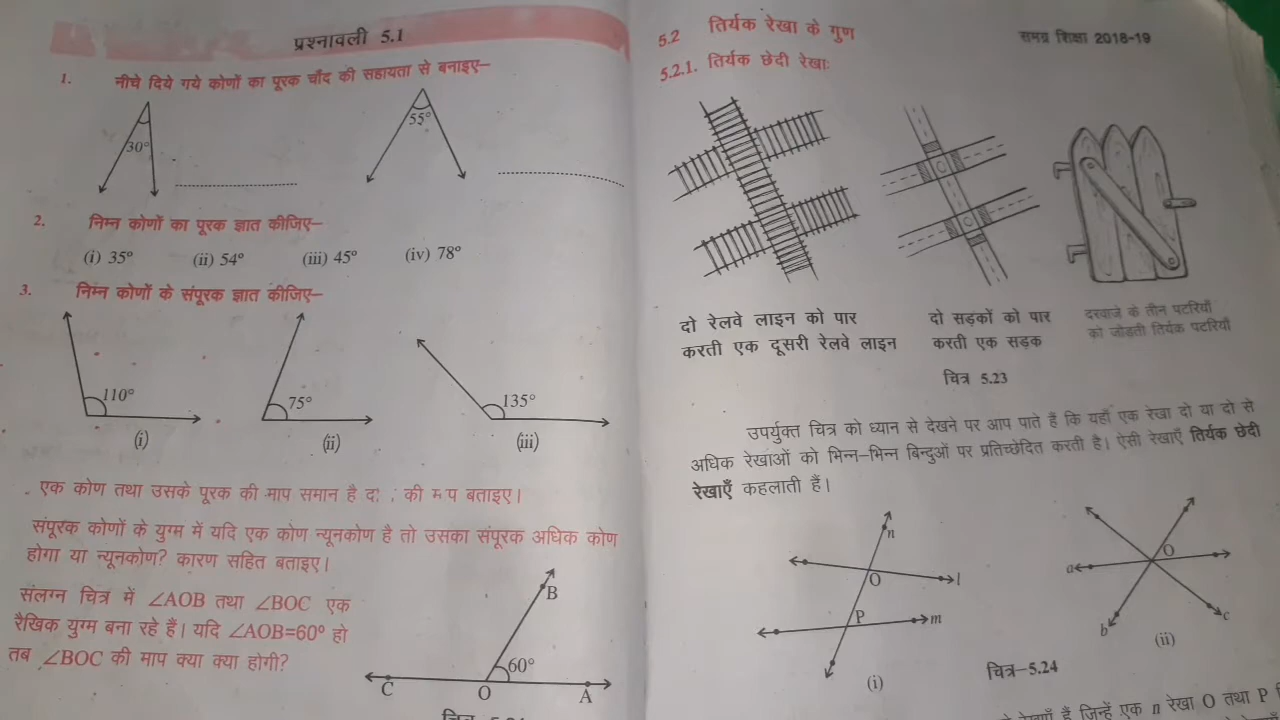 प्रश्नावली 5.1
1. नीचे दिये गये कोणों का पूरक चाँद की सहायता से बनाइए–
30°
55°
2. निम्न कोणों का पूरक ज्ञात कीजिए–
(i) 35° (ii) 54° (iii) 45° (iv) 78°
3. निम्न कोणों के संपूरक ज्ञात कीजिए–
110° 75° 135°
(i) (ii) (iii)
एक कोण तथा उसके पूरक की माप समान है की बताइए।
संपूरक कोणों के युग्म में यदि एक कोण न्यूनकोण है तो उसका संपूरक अधिक कोण
होगा या न्यूनकोण? कारण सहित बताइए।
संलग्न चित्र में ∠AOB तथा ∠BOC एक
रैखिक युग्म बना रहे हैं। यदि ∠AOB=60° हो
तब ∠BOC की माप क्या क्या होगी?
B
60°
C O A
समग्र शिक्षा 2018-19
5.2 तिर्यक रेखा के गुण
5.2.1. तिर्यक छेदी रेखाः
दो रेलवे लाइन को पार
करती एक दूसरी रेलवे लाइन
दो सड़कों को पार
करती एक सड़क
दरवाजे के तीन पटरियों
को जोड़ती तिर्यक पटरियाँ
चित्र 5.23
उपर्युक्त चित्र को ध्यान से देखने पर आप पाते हैं कि यहाँ एक रेखा दो या दो से
अधिक रेखाओं को भिन्न-भिन्न बिन्दुओं पर प्रतिच्छेदित करती है। ऐसी रेखाएँ तिर्यक छेदी
रेखाएँ कहलाती हैं।
n
O l
P m
(i)
a O
b c
(ii)
चित्र–5.24
रेखाएँ हैं जिन्हें एक n रेखा O तथा P